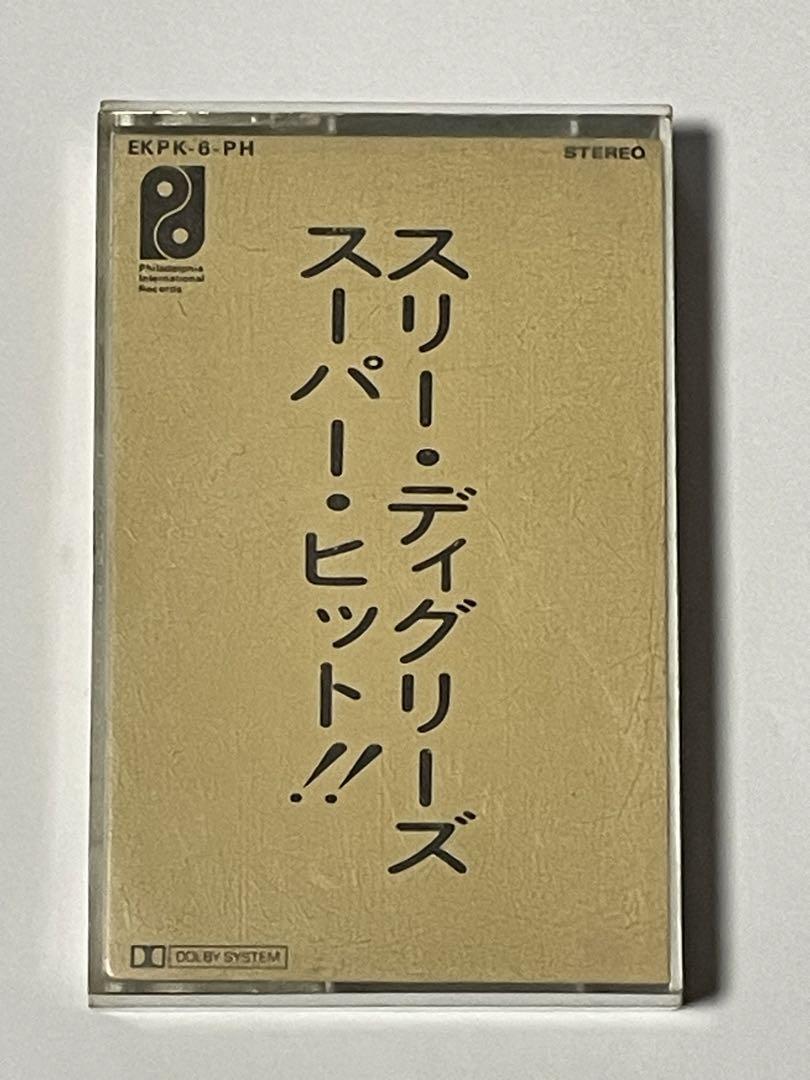 EKPK-6-PH
STEREO
Philadelphia
International
Records
スリー・ディグリーズ
スーパー・ヒット!!
DOLBY SYSTEM